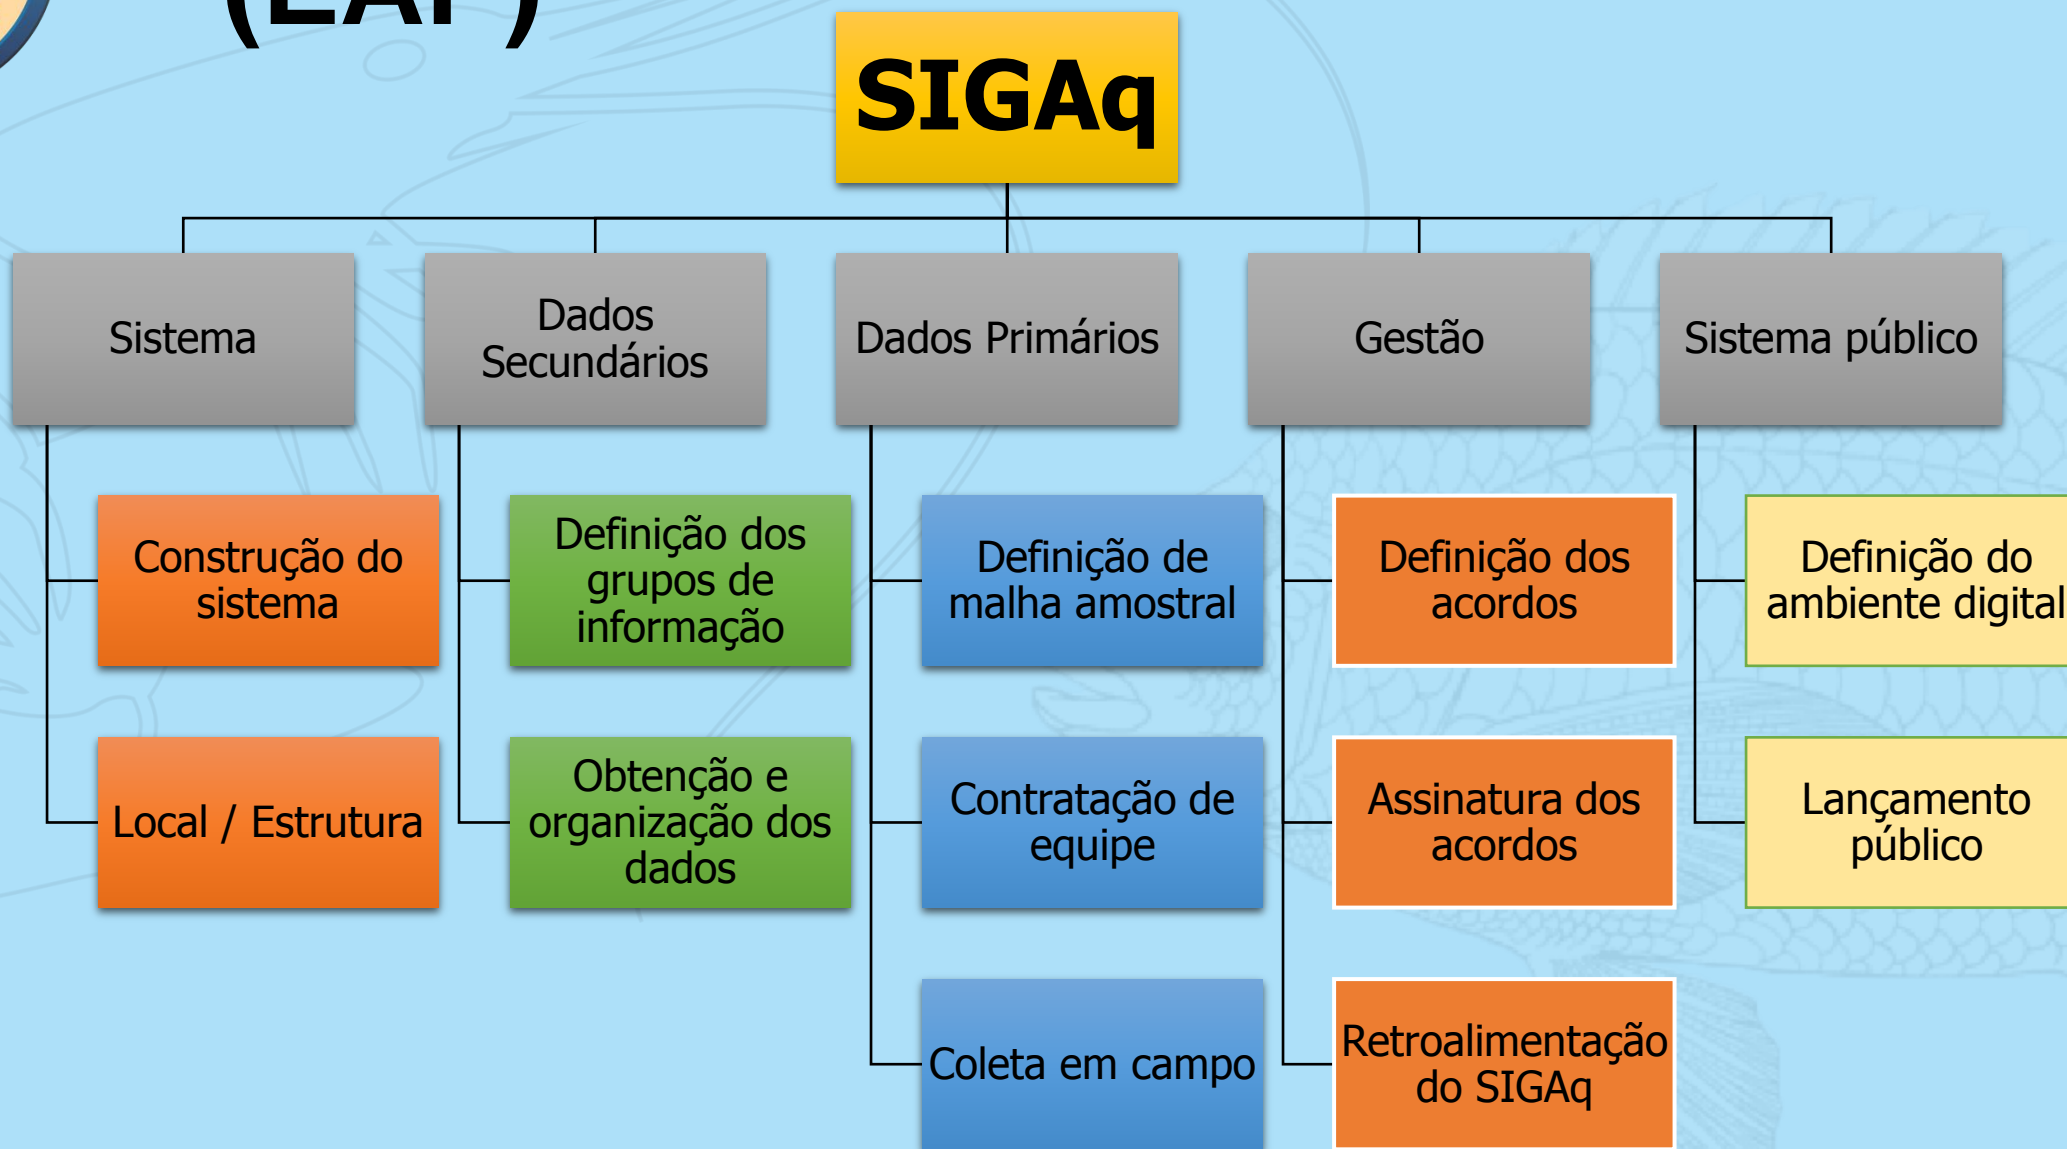 (EAP)
SIGAq
Sistema
Dados
Secundários
Dados Primários
Gestão
Sistema público
Construção do
sistema
Local / Estrutura
Definição dos
grupos de
informação
Obtenção e
organização dos
dados
Definição de
malha amostral
Contratação de
equipe
Coleta em campo
Definição dos
acordos
Assinatura dos
acordos
Retroalimentação
do SIGAq
Definição do
ambiente digital
Lançamento
público